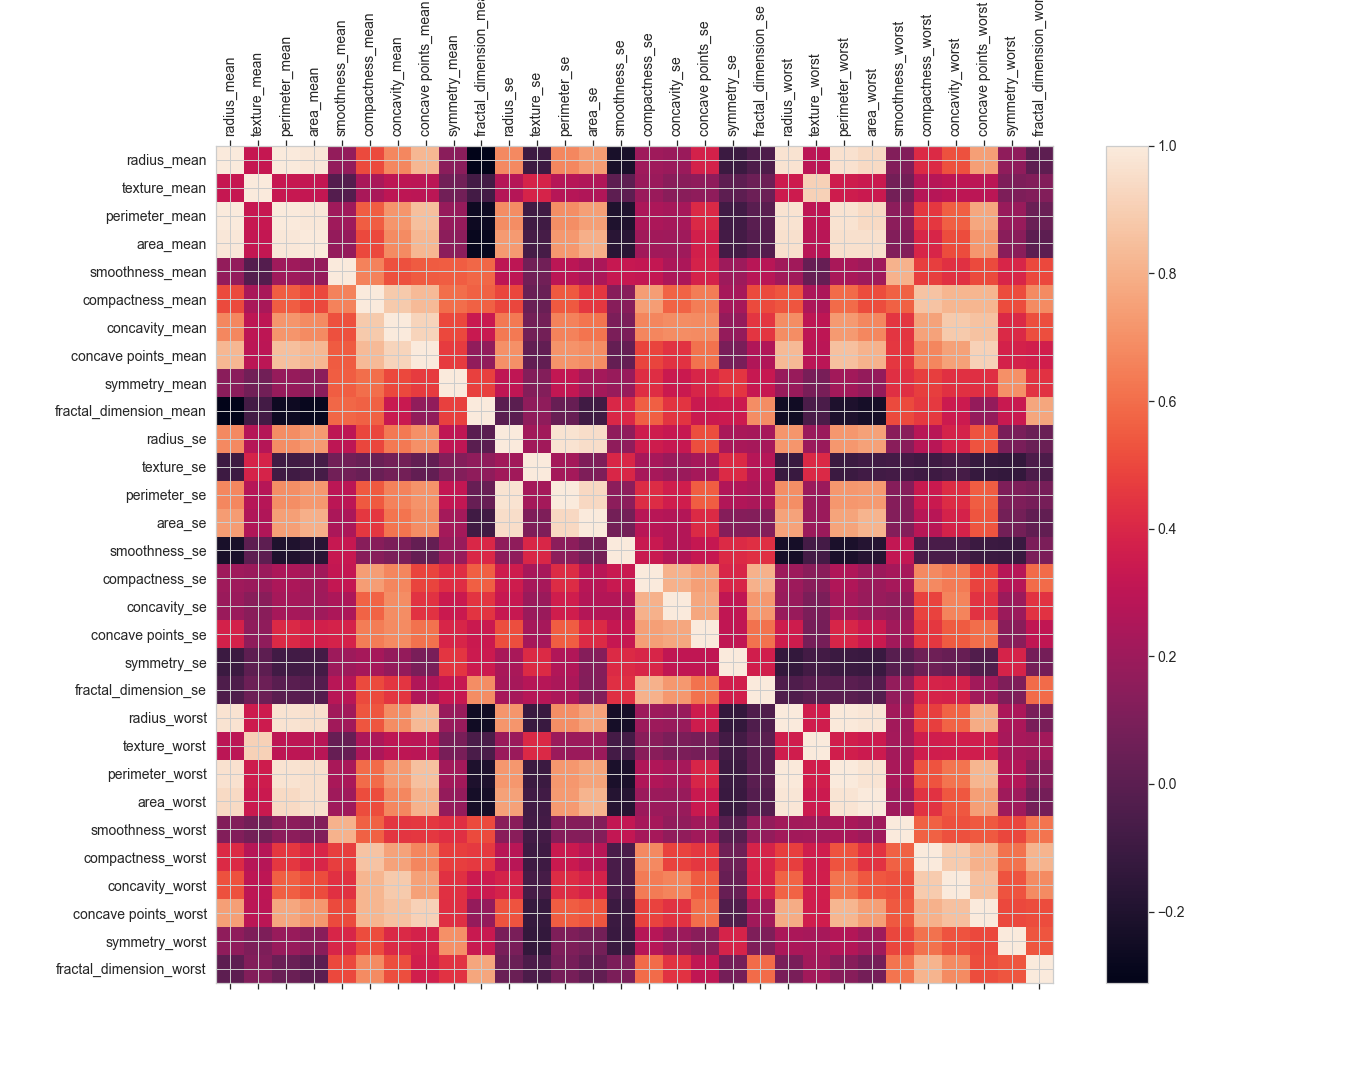 radius_mean
texture_mean
perimeter_mean
area_mean
smoothness_mean
compactness_mean
concavity_mean
concave points_mean
symmetry_mean
fractal_dimension_mea
radius_se
texture_se
perimeter_se
area_se
smoothness_se
compactness_se
concavity_se
concave points_se
symmetry_se
fractal_dimension_se
radius_worst
texture_worst
perimeter_worst
area_worst
smoothness_worst
compactness_worst
concavity_worst
concave points_worst
symmetry_worst
fractal_dimension_wor
radius_mean
texture_mean
perimeter_mean
area_mean
smoothness_mean
compactness_mean
concavity_mean
concave points_mean
symmetry_mean
fractal_dimension_mean
radius_se
texture_se
perimeter_se
area_se
smoothness_se
compactness_se
concavity_se
concave points_se
symmetry_se
fractal_dimension_se
radius_worst
texture_worst
perimeter_worst
area_worst
smoothness_worst
compactness_worst
concavity_worst
concave points_worst
symmetry_worst
fractal_dimension_worst
1.0
0.8
0.6
0.4
0.2
0.0
−0.2